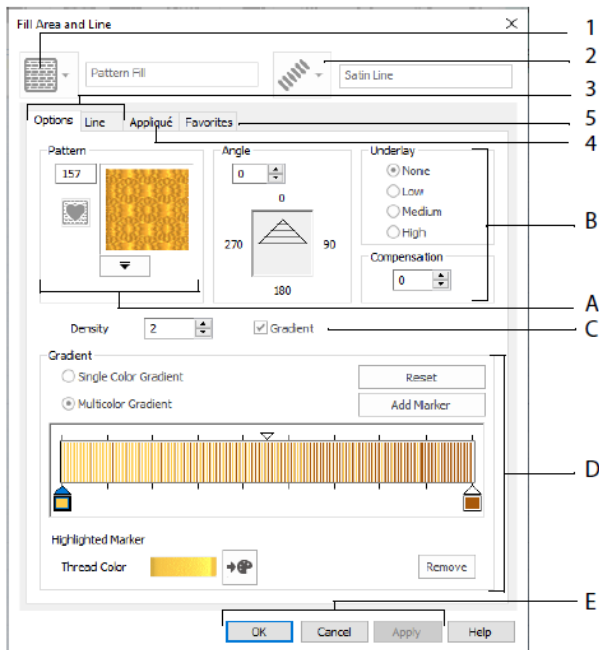 Fill Area and Line
1
Pattern Fill
Satin Line
2
3
Options Line Appliqué Favorites
5
4
Pattern
Angle
Underlay
157
0
None
Low
Medium
High
B
0
270
90
180
Compensation
0
A
Density 2 Gradient
C
Gradient
Single Color Gradient
Reset
Multicolor Gradient
Add Marker
D
Highlighted Marker
Thread Color
Remove
E
OK Cancel Apply Help